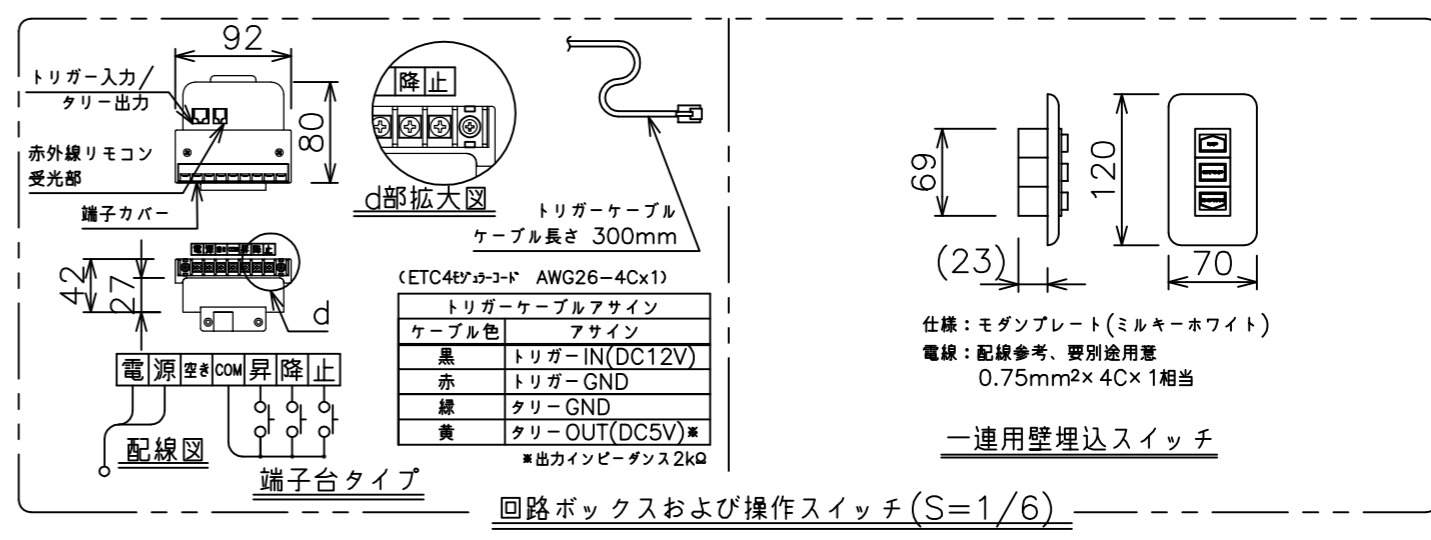 92
トリガー入力/
タリー出力
80
赤外線リモコン
受光部
端子カバー
降 止
d部拡大図
トリガーケーブル
ケーブル長さ 300mm
電 源 空き COM 昇 降 止
42
27
d
電 源 空き COM 昇 降 止
配線図
端子台タイプ
(ETC4ﾓｼﾞｭﾗｰｺｰﾄﾞ AWG26-4Cx1)
トリガーケーブルアサイン
ケーブル色 アサイン
黒 トリガーIN(DC12V)
赤 トリガーGND
緑 タリーGND
黄 タリーOUT(DC5V)※
※出力インピーダンス2kΩ
69
(23)
120
70
仕様：モダンプレート(ミルキーホワイト)
電線：配線参考、要別途用意
0.75mm²×4C×1相当
一連用壁埋込スイッチ
回路ボックスおよび操作スイッチ(S=1/6)